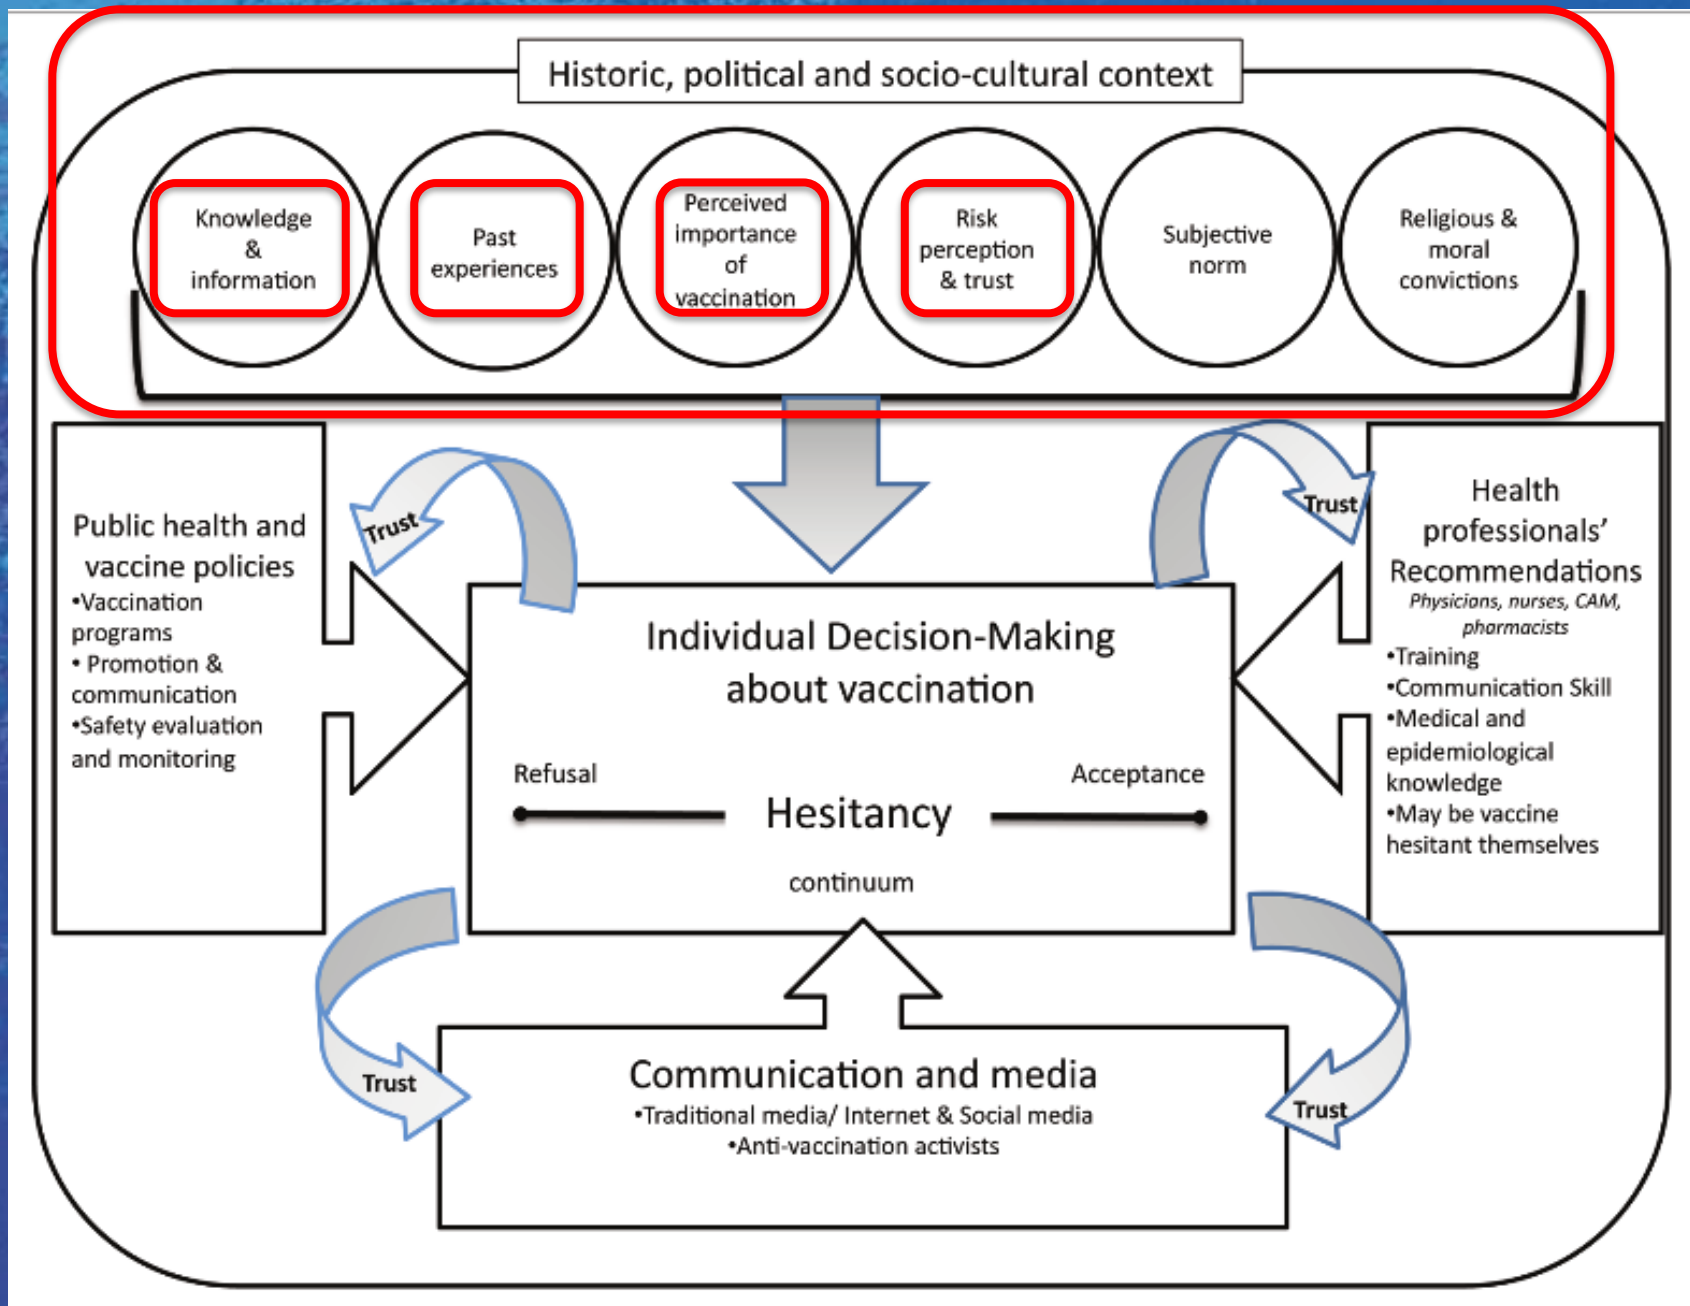 Historic, political and socio-cultural context
Knowledge
&
information
Past
experiences
Perceived
importance
of
vaccination
Risk
perception
& trust
Subjective
norm
Religious &
moral
convictions
Public health and
vaccine policies
•Vaccination
programs
• Promotion &
communication
•Safety evaluation
and monitoring
Trust
Trust
Health
professionals’
Recommendations
Physicians, nurses, CAM,
pharmacists
•Training
•Communication Skill
•Medical and
epidemiological
knowledge
•May be vaccine
hesitant themselves
Individual Decision-Making
about vaccination
Refusal
Acceptance
Hesitancy
continuum
Trust
Trust
Communication and media
•Traditional media/ Internet & Social media
•Anti-vaccination activists